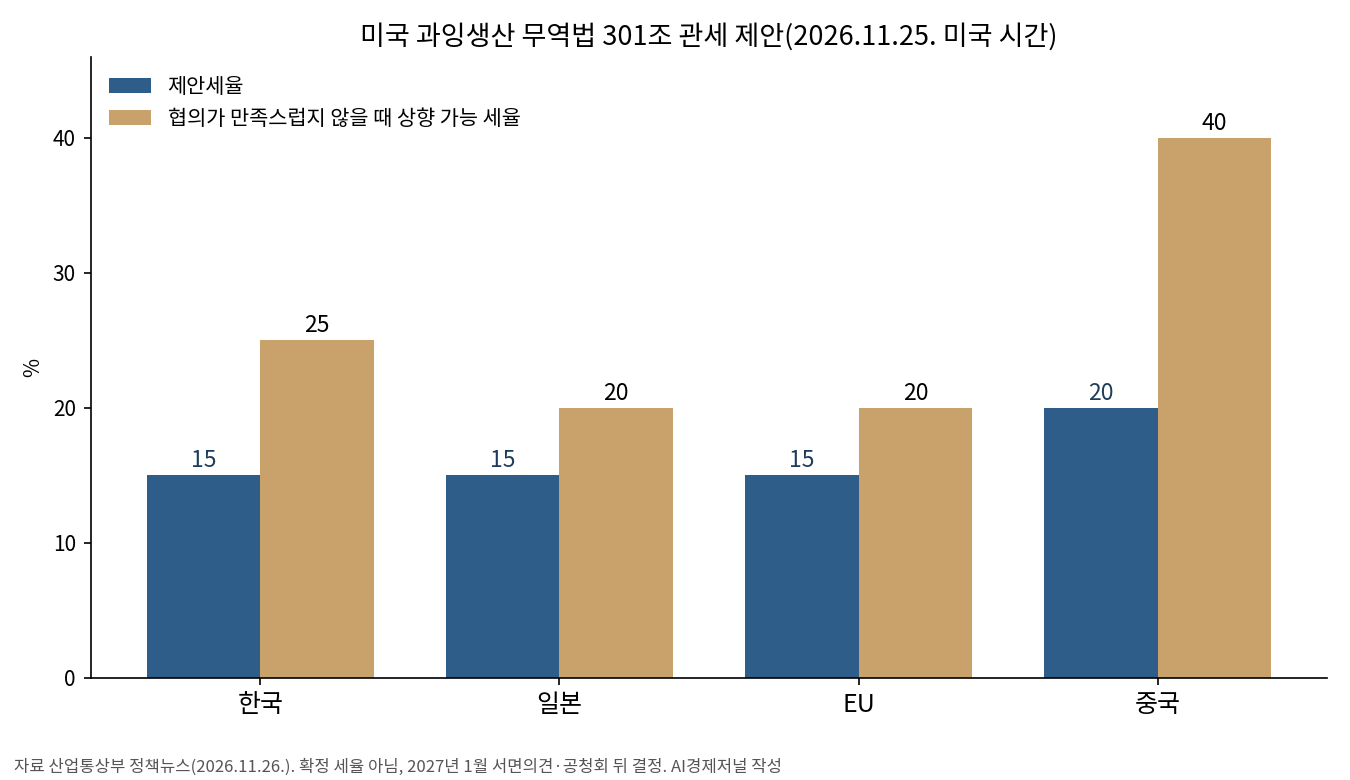 미국 과잉생산 무역법 301조 관세 제안(2026.11.25. 미국 시간)
제안세율
협의가 만족스럽지 않을 때 상향 가능 세율
%
40
30
20
10
0
15
25
15
20
15
20
20
40
한국
일본
EU
중국
자료 산업통상부 정책뉴스(2026.11.26.). 확정 세율 아님, 2027년 1월 서면의견·공청회 뒤 결정. AI경제저널 작성